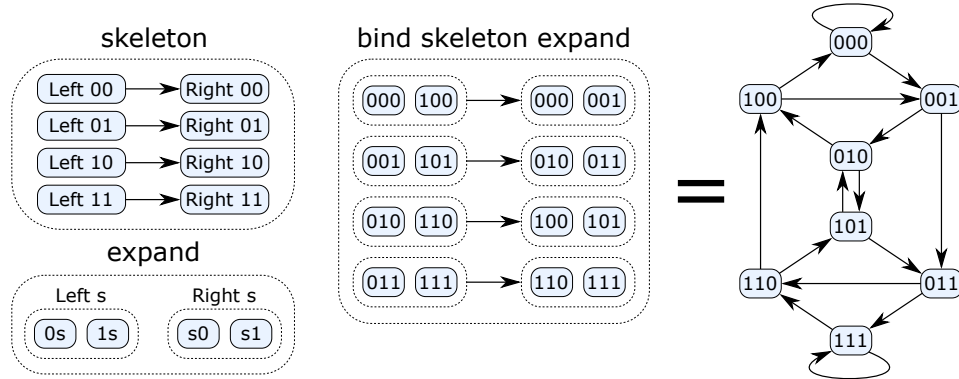 skeleton
Left 00 Right 00
Left 01 Right 01
Left 10 Right 10
Left 11 Right 11
expand
Left s Right s
0s 1s s0 s1
bind skeleton expand
000 100 000 001
001 101 010 011
010 110 100 101
011 111 110 111
=
000
100 001
010
101
110 011
111